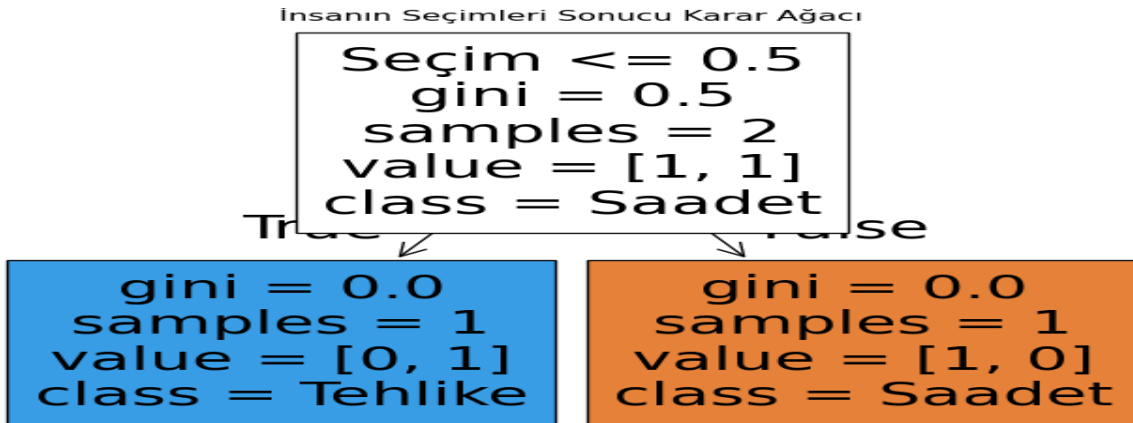 İnsanın Seçimleri Sonucu Karar Ağacı
Seçim <= 0.5
gini = 0.5
samples = 2
value = [1, 1]
class = Saadet
True
False
gini = 0.0
samples = 1
value = [0, 1]
class = Tehlike
gini = 0.0
samples = 1
value = [1, 0]
class = Saadet